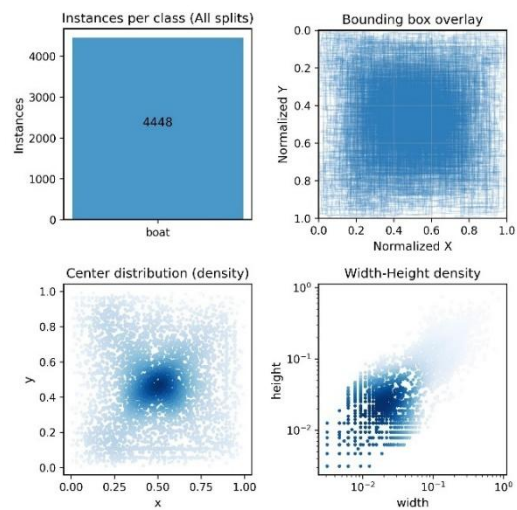 Instances per class (All splits)
4000
3000
2000
1000
0
Instances
4448
boat
Bounding box overlay
0.0
0.2
0.4
0.6
0.8
1.0
Normalized Y
0.0 0.2 0.4 0.6 0.8 1.0
Normalized X
Center distribution (density)
1.0
0.8
0.6
0.4
0.2
0.0
y
0.00 0.25 0.50 0.75 1.00
x
Width-Height density
10⁰
10⁻¹
10⁻²
height
10⁻² 10⁻¹ 10⁰
width